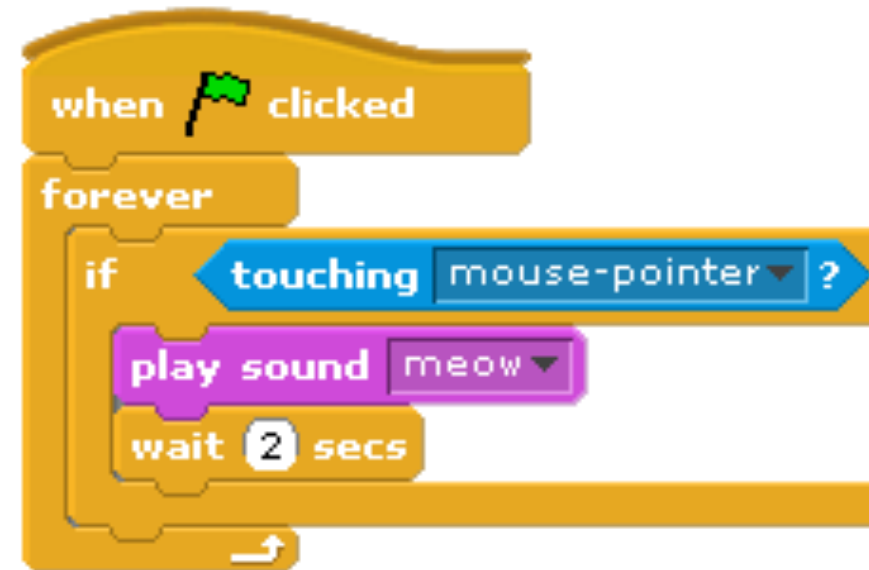 when clicked
forever
if touching mouse-pointer ?
play sound meow
wait 2 secs